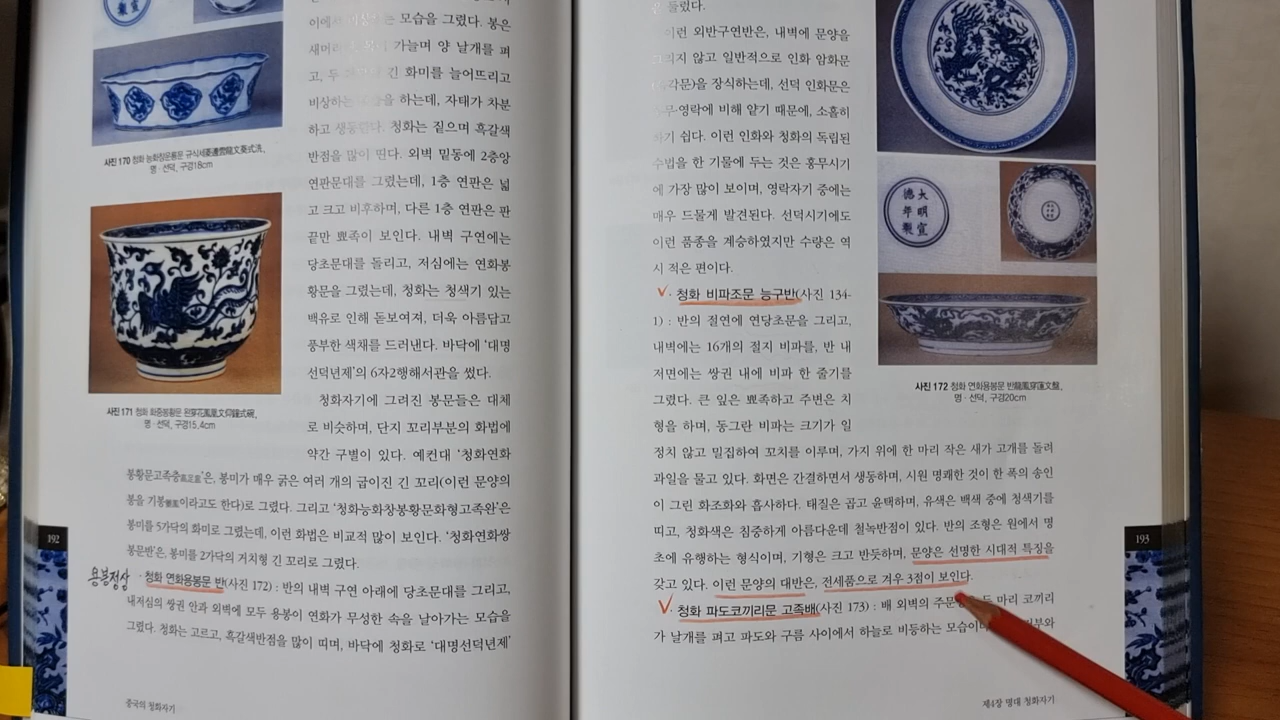 사진 170 청화 능화창문룡문 규식세
명 · 선덕, 구경18cm
사진 171 청화 화중봉황문 완
명 · 선덕, 구경15.4cm
는 모습을 그렸다. 봉은
가늘며 양 날개를 펴
긴 화미를 늘어뜨리고
하는데, 자태가 차분
하고 청화는 짙으며 흑갈색
반점을 많이 띤다. 외벽 밑동에 2층앙
연판문대를 그렸는데, 1층 연판은 넓
고 크고 비후하며, 다른 1층 연판은 판
끝만 뾰족이 보인다. 내벽 구연에는
당초문대를 돌리고, 저심에는 연화봉
황문을 그렸는데, 청화는 청색기 있는
백유로 인해 돋보여져, 더욱 아름답고
풍부한 색채를 드러낸다. 바닥에 '대명
선덕년제'의 6자2행해서관을 썼다.
청화자기에 그려진 봉문들은 대체
로 비슷하며, 단지 꼬리부분의 화법에
약간 구별이 있다. 예컨대 '청화연화
봉황문고족충高足盅'은, 봉미가 매우 굵은 여러 개의 굽이진 긴 꼬리(이런 문양의
봉을 기봉이라고도 한다)로 그렸다. 그리고 '청화능화창봉황문화형고족완'은
봉미를 5가닥의 화미로 그렸는데, 이런 화법은 비교적 많이 보인다. '청화연화쌍
봉문반'은, 봉미를 2가닥의 거치형 긴 꼬리로 그렸다.
용봉정상
· 청화 연화용봉문 반(사진 172) : 반의 내벽 구연 아래에 당초문대를 그리고,
내저심의 쌍권 안과 외벽에 모두 용봉이 연화가 무성한 속을 날아가는 모습을
그렸다. 청화는 고르고, 흑갈색반점을 많이 띠며, 바닥에 청화로 '대명선덕년제'
192
중국의 청화자기
둘렀다.
이런 외반구연반은, 내벽에 문양을
않고 일반적으로 인화 암화문
을 장식하는데, 선덕 인화문은
영락에 비해 얕기 때문에, 소홀히
하기 쉽다. 이런 인화와 청화의 독립된
수법을 한 기물에 두는 것은 홍무시기
에 가장 많이 보이며, 영락자기 중에는
매우 드물게 발견된다. 선덕시기에도
이런 품종을 계승하였지만 수량은 역
시 적은 편이다.
· 청화 비파조문 능구반(사진 134-
1) : 반의 절연에 연당초문을 그리고,
내벽에는 16개의 절지 비파를, 반 내
저면에는 쌍권 내에 비파 한 줄기를
그렸다. 큰 잎은 뾰족하고 주변은 치
형을 하며, 동그란 비파는 크기가 일
정치 않고 밀집하여 꼬치를 이루며, 가지 위에 한 마리 작은 새가 고개를 돌려
과일을 물고 있다. 화면은 간결하면서 생동하며, 시원 명쾌한 것이 한 폭의 송인
이 그린 화조화와 흡사하다. 태질은 곱고 윤택하며, 유색은 백색 중에 청색기를
띠고, 청화색은 침중하게 아름다운데 철녹반점이 있다. 반의 조형은 원에서 명
초에 유행하는 형식이며, 기형은 크고 반듯하며, 문양은 선명한 시대적 특징을
갖고 있다. 이런 문양의 대반은, 전세품으로 겨우 3점이 보인다.
· 청화 파도코끼리문 고족배(사진 173) : 배 외벽의 마리 코끼리
가 날개를 펴고 파도와 구름 사이에서 하늘로 비등하는
大明宣
德年製
사진 172 청화 연화용봉문 반
명 · 선덕, 구경20cm
193
제4장 명대 청화자기